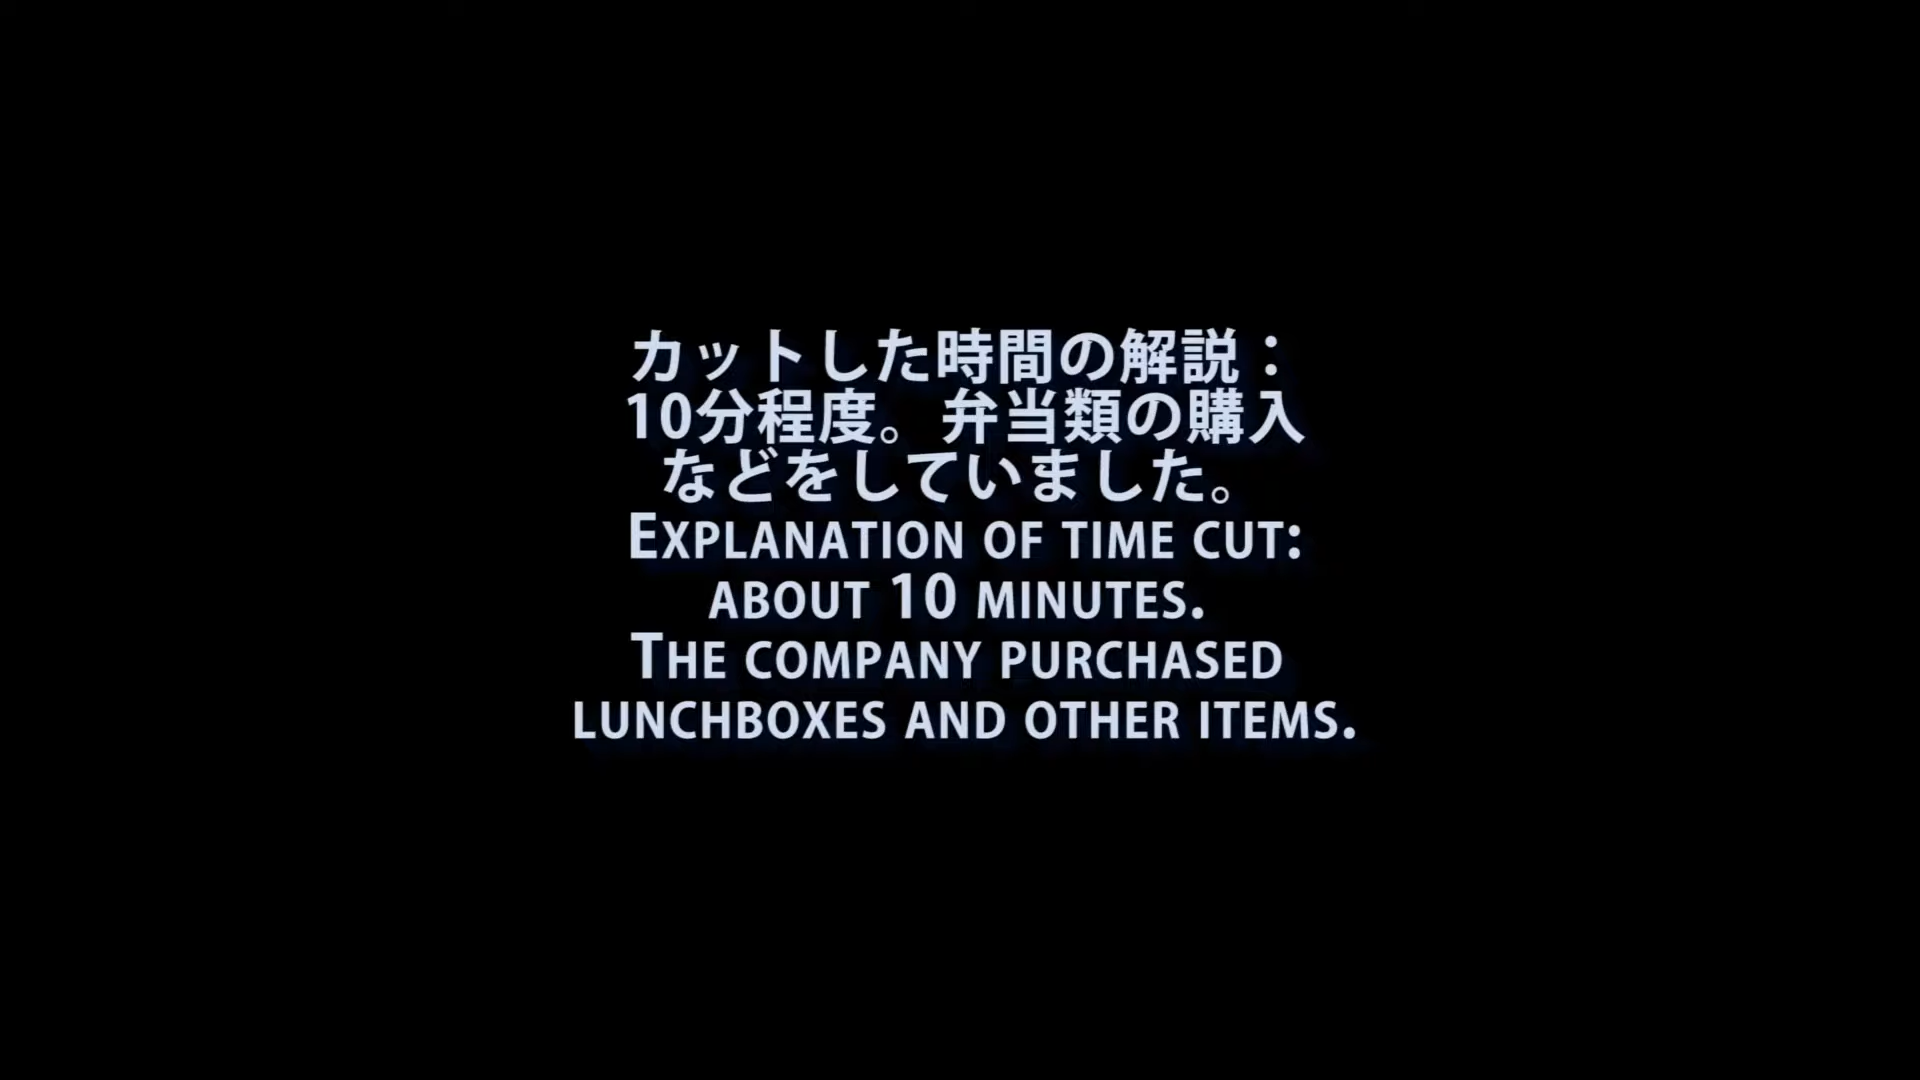 カットした時間の解説：
10分程度。弁当類の購入
などをしていました。
Explanation of time cut:
about 10 minutes.
The company purchased
lunchboxes and other items.